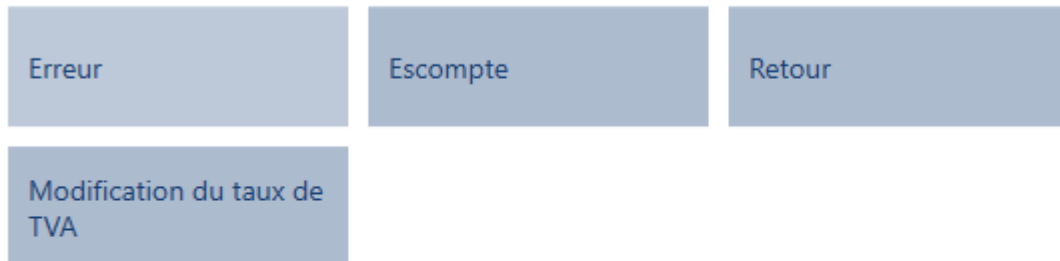 Erreur
Escompte
Retour
Modification du taux de
TVA